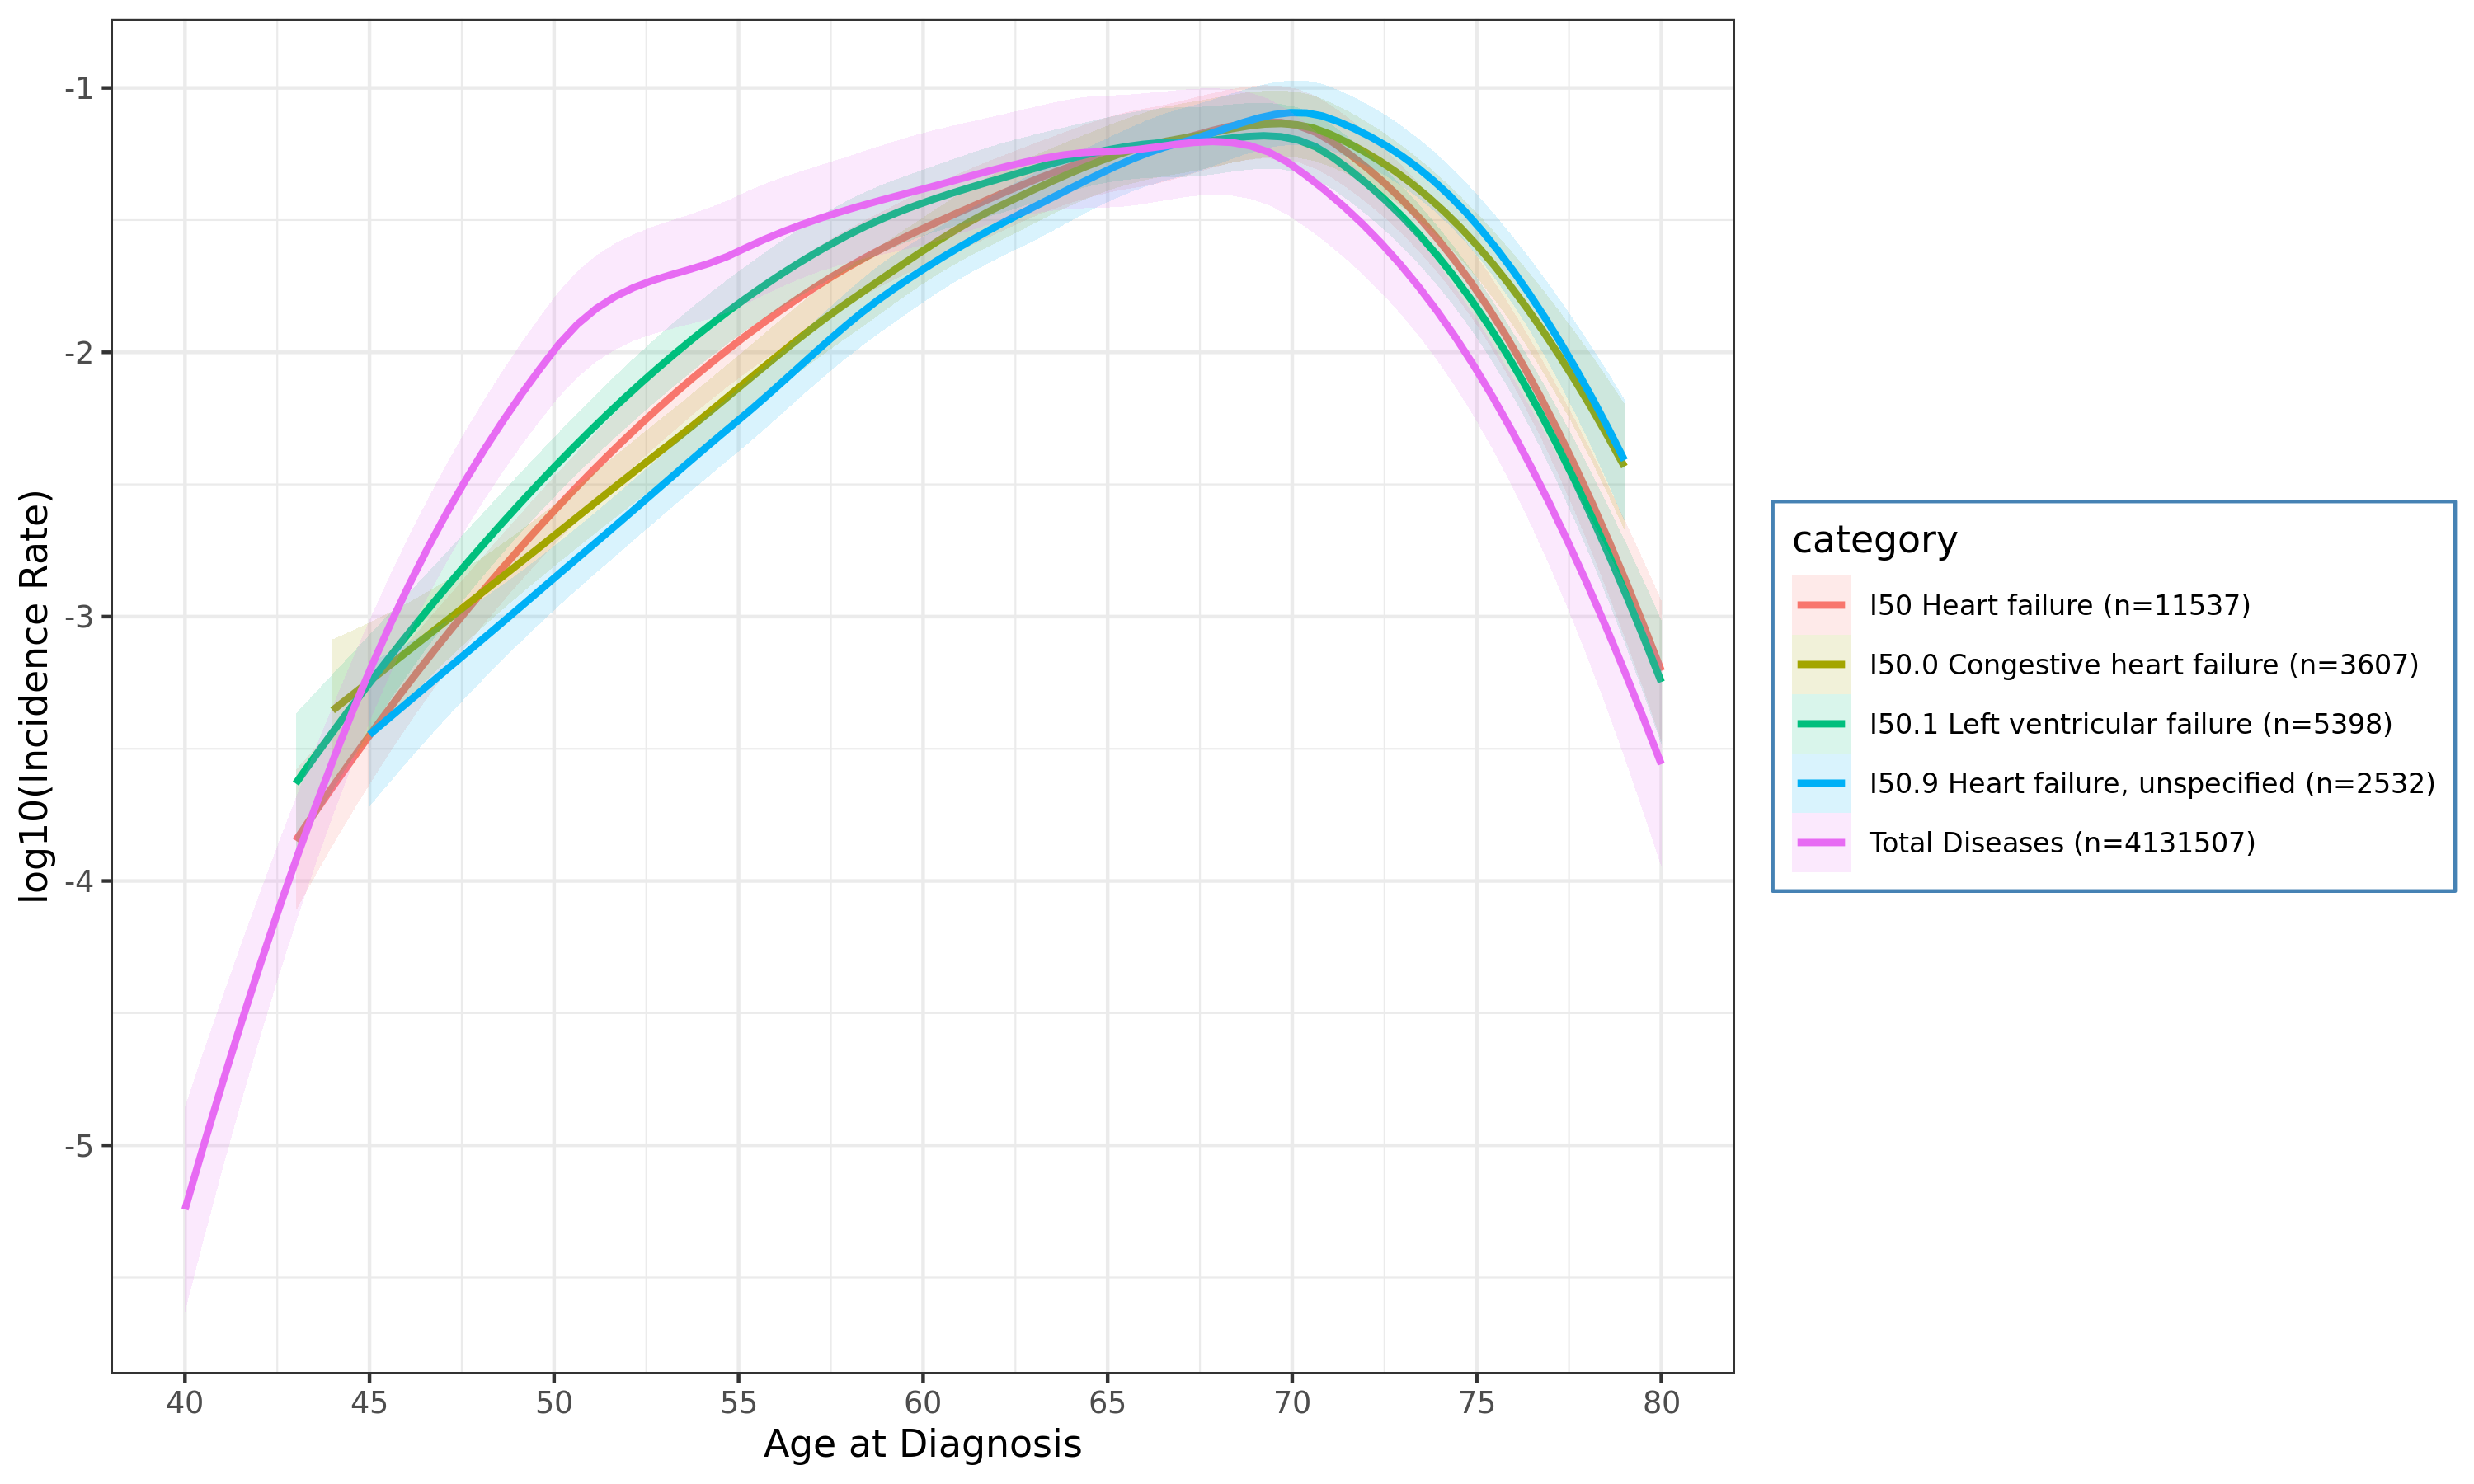 -1
-2
-3
-4
-5
log10(Incidence Rate)
40 45 50 55 60 65 70 75 80
Age at Diagnosis
category
I50 Heart failure (n=11537)
I50.0 Congestive heart failure (n=3607)
I50.1 Left ventricular failure (n=5398)
I50.9 Heart failure, unspecified (n=2532)
Total Diseases (n=4131507)